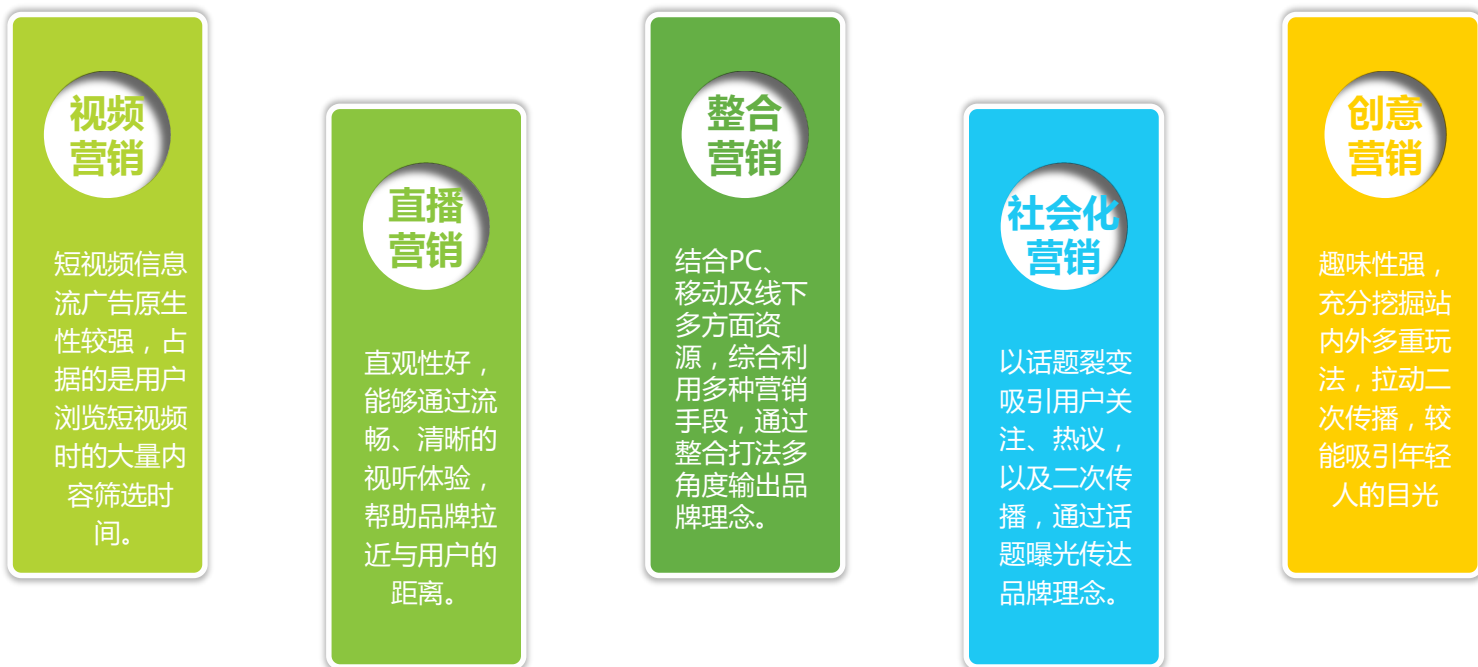 视频
营销
短视频信息
流广告原生
性较强，占
据的是用户
浏览短视频
时的大量内
容筛选时
间。
直播
营销
直观性好，
能够通过流
畅、清晰的
视听体验，
帮助品牌拉
近与用户的
距离。
整合
营销
结合PC、
移动及线下
多方面资
源，综合利
用多种营销
手段，通过
整合打法多
角度输出品
牌理念。
社会化
营销
以话题裂变
吸引用户关
注、热议，
以及二次传
播，通过话
题曝光传达
品牌理念。
创意
营销
趣味性强，
充分挖掘站
内外多重玩
法，拉动二
次传播，较
能吸引年轻
人的目光